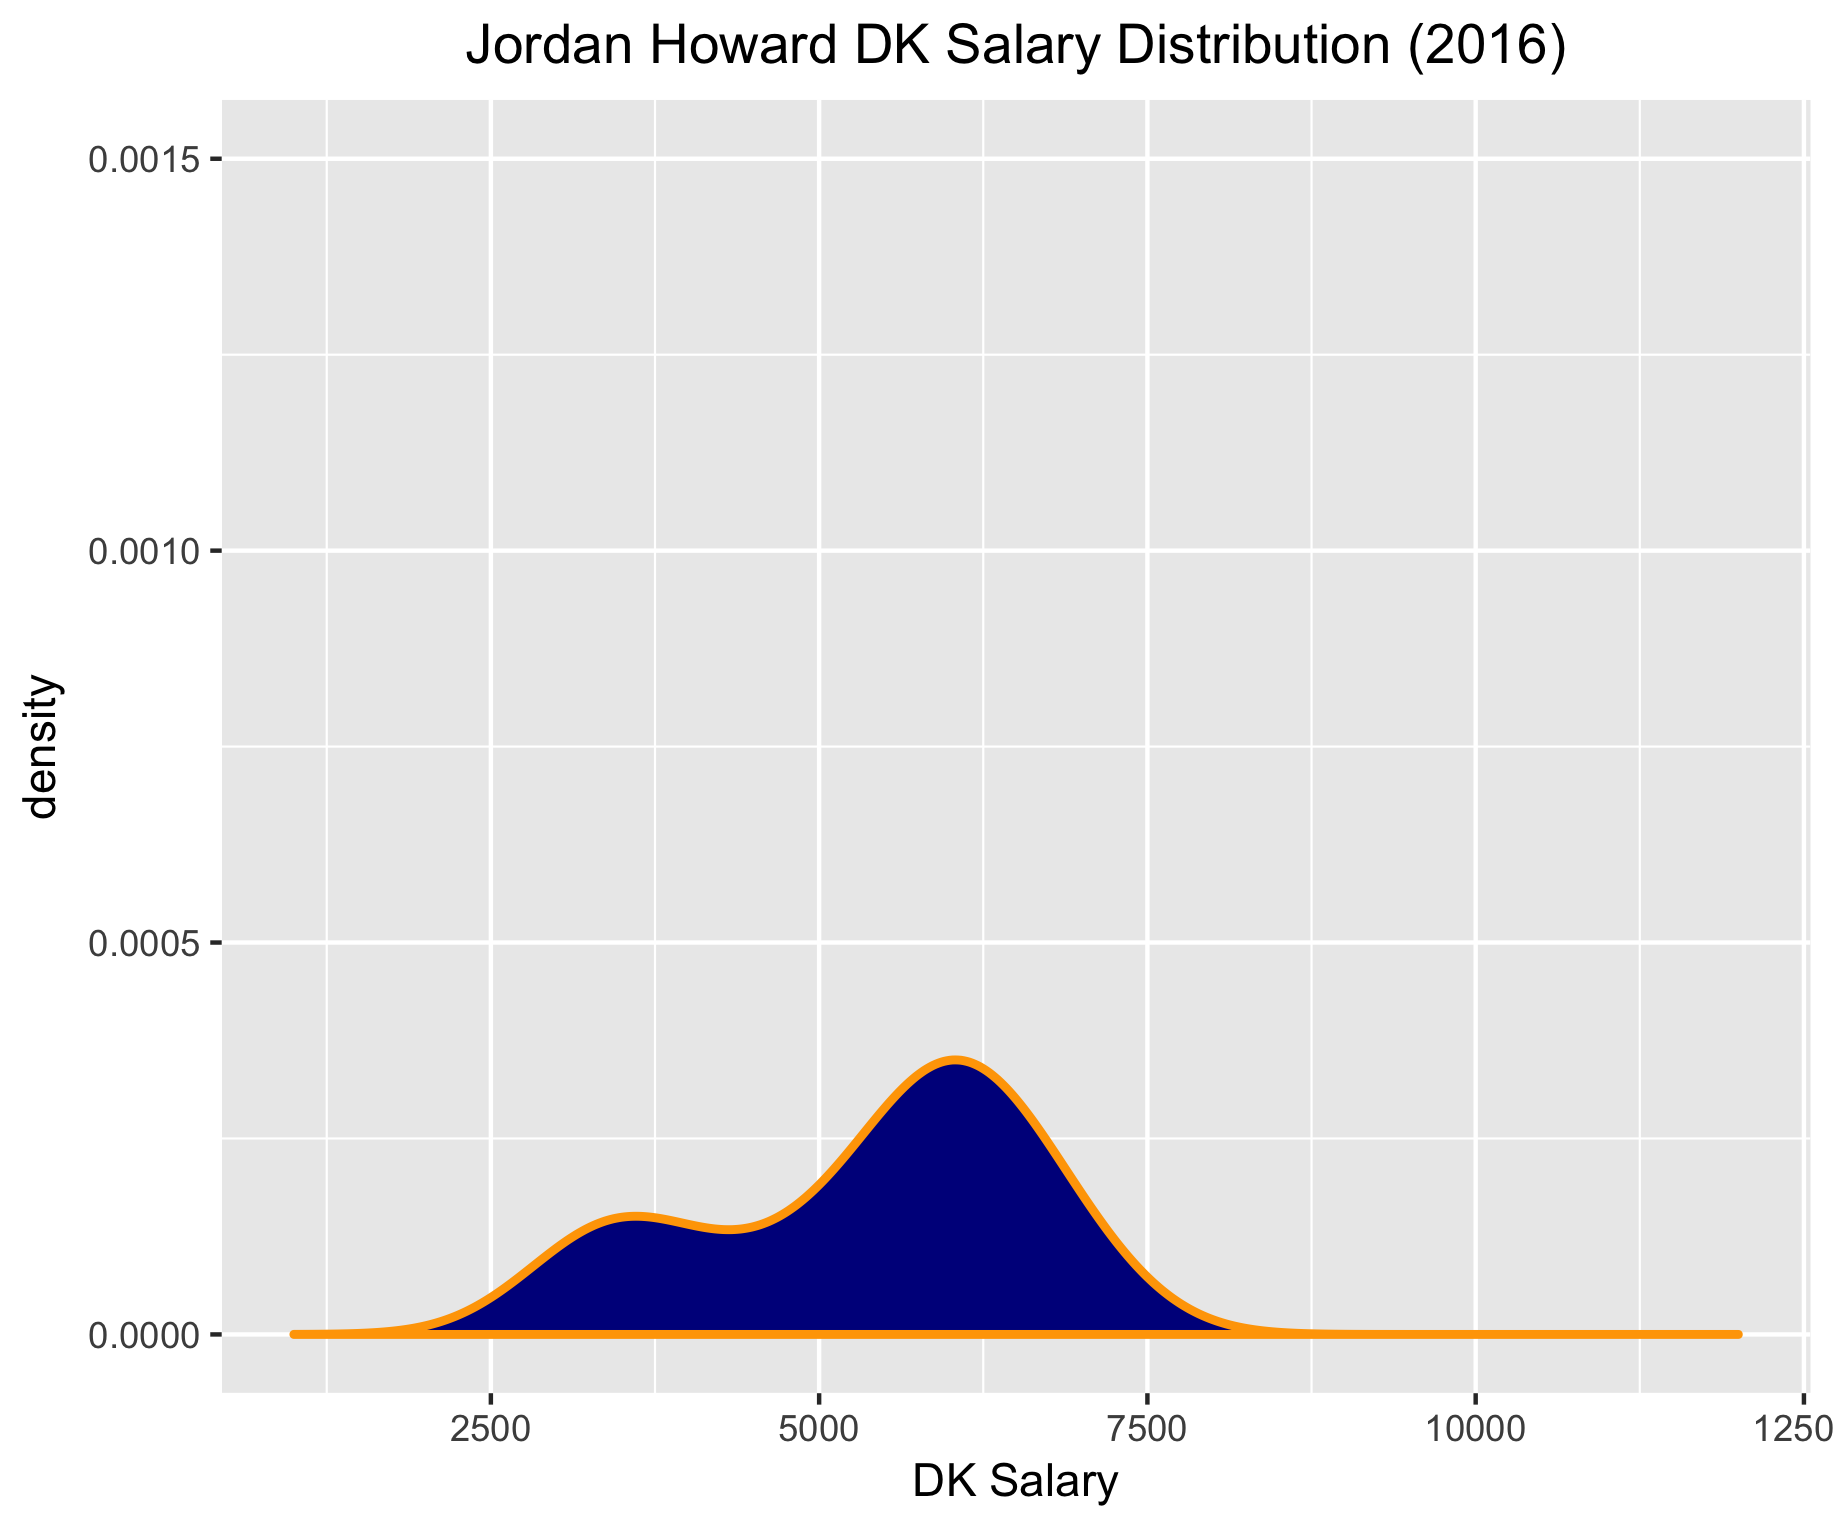 Jordan Howard DK Salary Distribution (2016)
0.0015
0.0010
0.0005
0.0000
density
2500 5000 7500 10000 1250
DK Salary